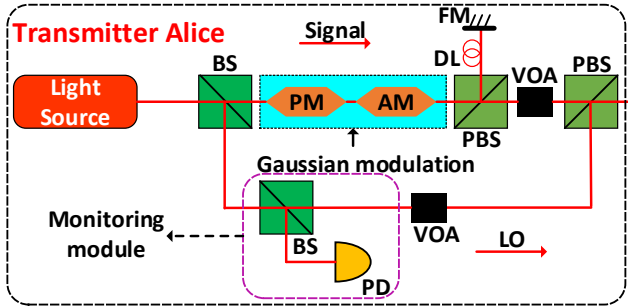 Transmitter Alice
Signal
FM
DL
BS
VOA
PBS
Light
Source
PM
AM
PBS
Gaussian modulation
Monitoring
module
BS
PD
VOA
LO